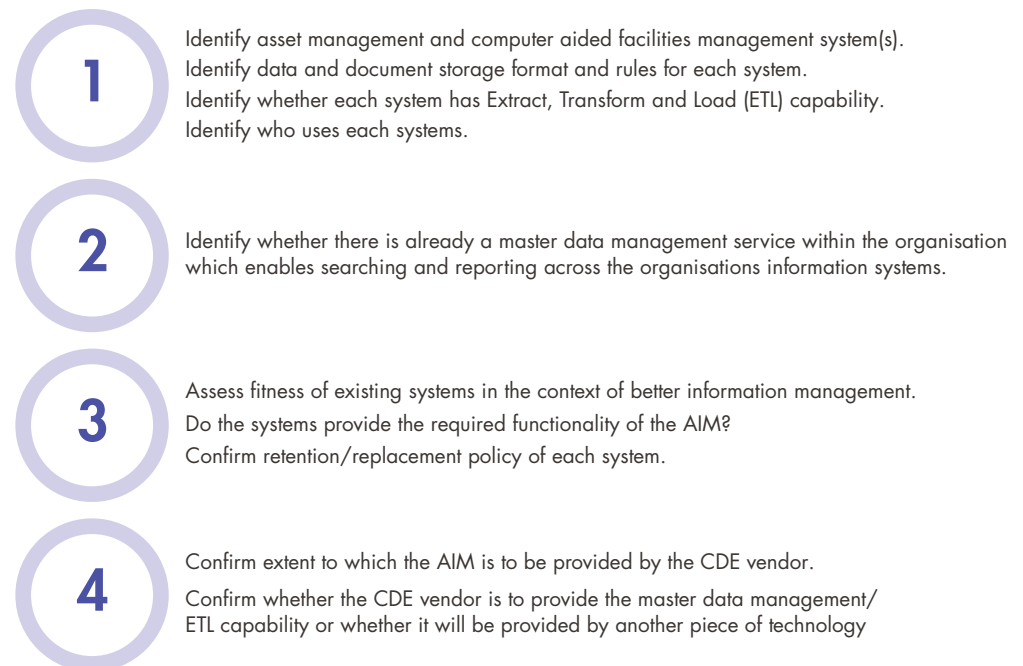 1
Identify asset management and computer aided facilities management system(s).
Identify data and document storage format and rules for each system.
Identify whether each system has Extract, Transform and Load (ETL) capability.
Identify who uses each systems.
2
Identify whether there is already a master data management service within the organisation
which enables searching and reporting across the organisations information systems.
3
Assess fitness of existing systems in the context of better information management.
Do the systems provide the required functionality of the AIM?
Confirm retention/replacement policy of each system.
4
Confirm extent to which the AIM is to be provided by the CDE vendor.
Confirm whether the CDE vendor is to provide the master data management/
ETL capability or whether it will be provided by another piece of technology